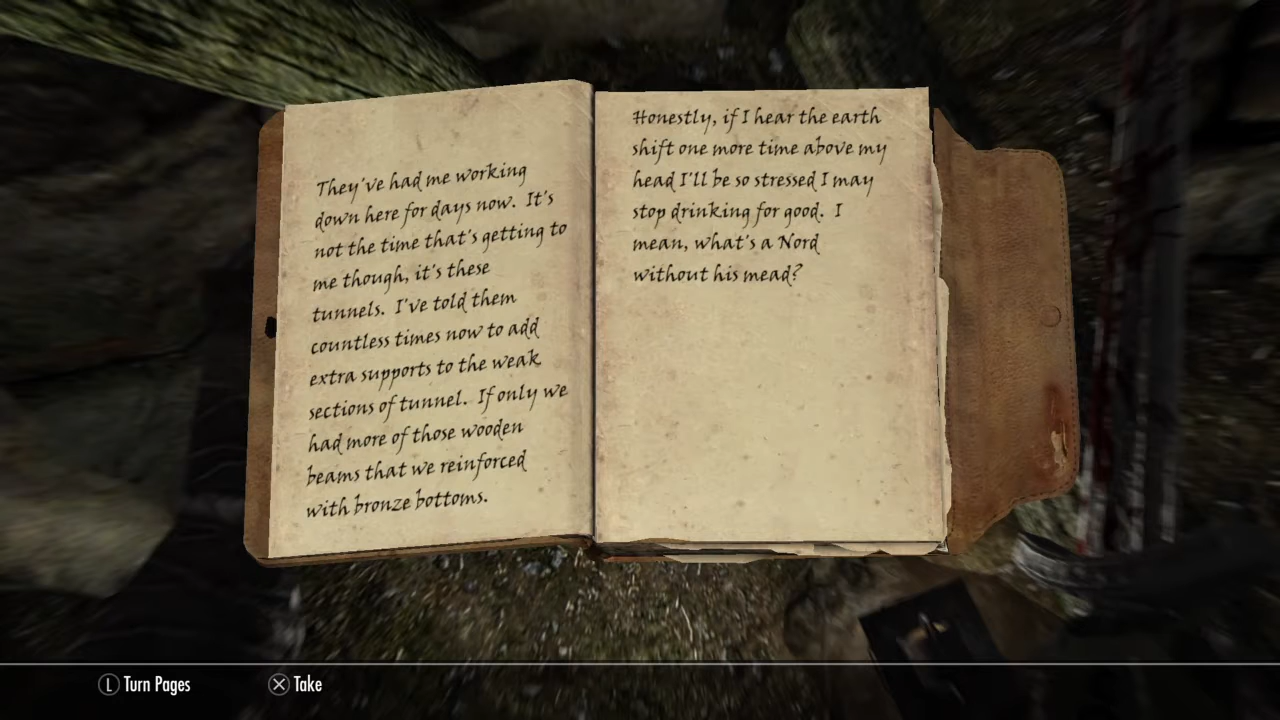 They've had me working
down here for days now.  It's
not the time that's getting to
me though, it's these
tunnels.  I've told them
countless times now to add
extra supports to the weak
sections of tunnel.  If only we
had more of those wooden
beams that we reinforced
with bronze bottoms.
Honestly, if I hear the earth
shift one more time above my
head I'll be so stressed I may
stop drinking for good.  I
mean, what's a Nord
without his mead?
L Turn Pages
X Take